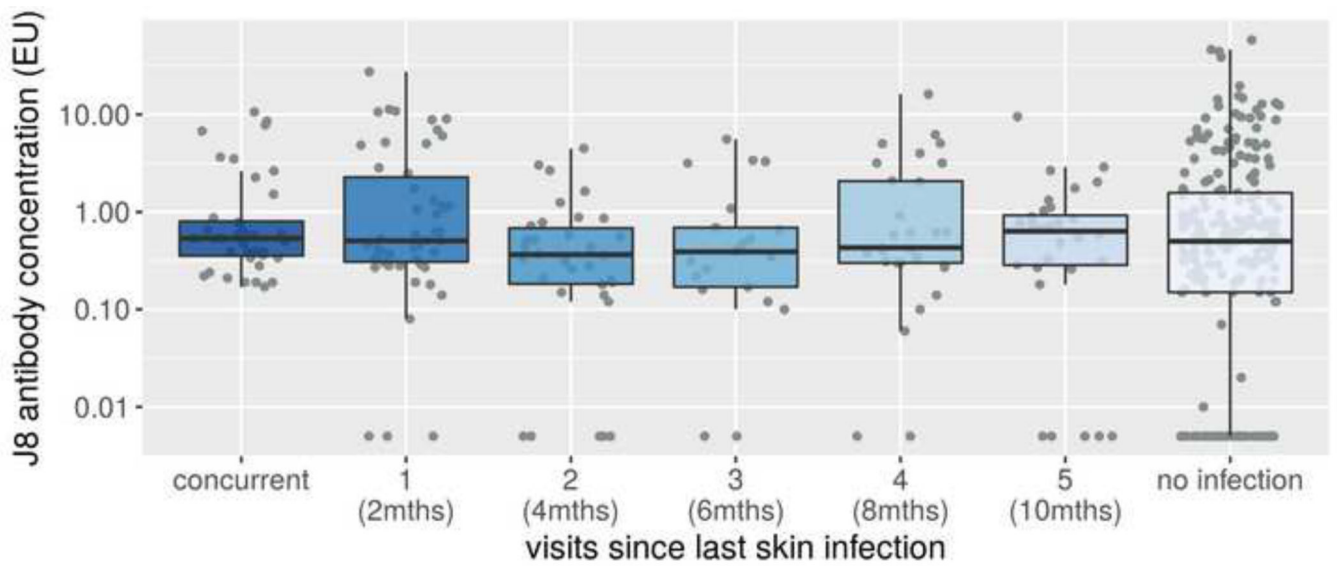 J8 antibody concentration (EU)
10.00
1.00
0.10
0.01
concurrent 1 2 3 4 5 no infection
(2mths) (4mths) (6mths) (8mths) (10mths)
visits since last skin infection